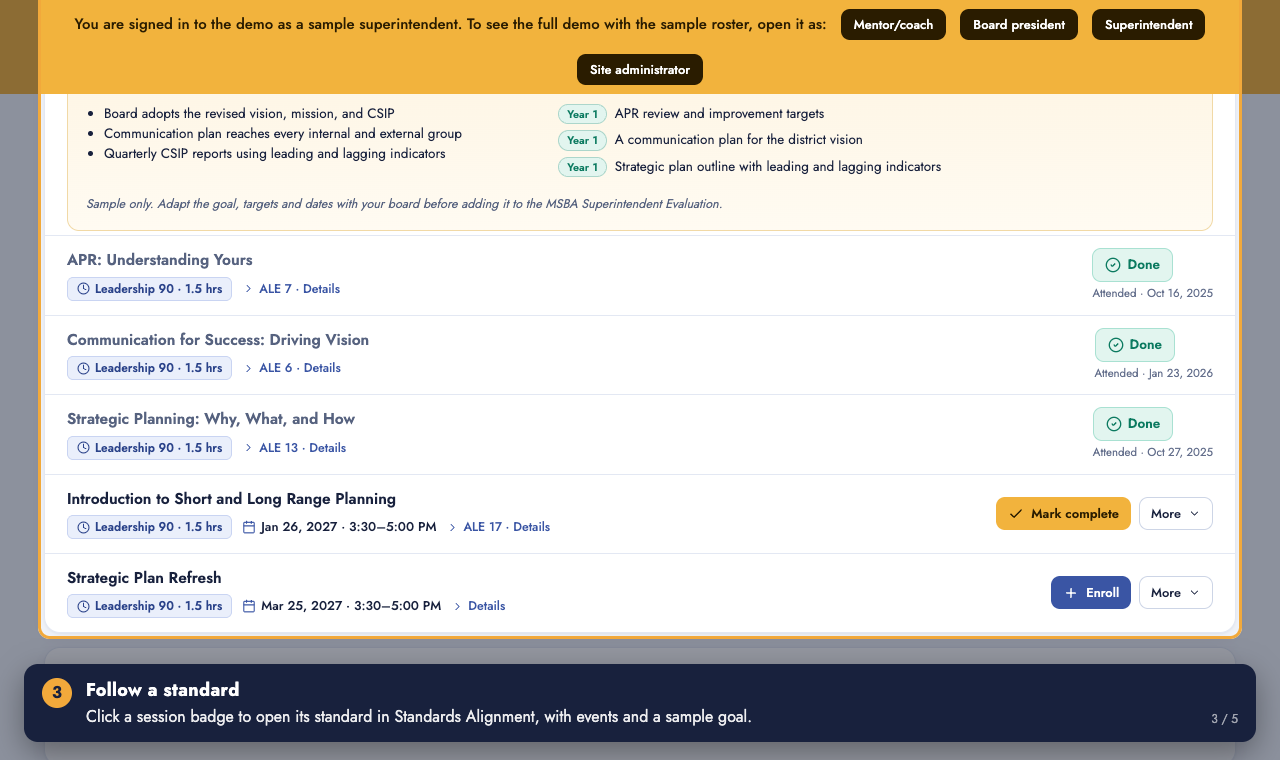 You are signed in to the demo as a sample superintendent. To see the full demo with the sample roster, open it as: Mentor/coach Board president Superintendent
Site administrator
Board adopts the revised vision, mission, and CSIP
Communication plan reaches every internal and external group
Quarterly CSIP reports using leading and lagging indicators
Year 1 APR review and improvement targets
Year 1 A communication plan for the district vision
Year 1 Strategic plan outline with leading and lagging indicators
Sample only. Adapt the goal, targets and dates with your board before adding it to the MSBA Superintendent Evaluation.
APR: Understanding Yours
Leadership 90 · 1.5 hrs ALE 7 · Details
Done
Attended · Oct 16, 2025
Communication for Success: Driving Vision
Leadership 90 · 1.5 hrs ALE 6 · Details
Done
Attended · Jan 23, 2026
Strategic Planning: Why, What, and How
Leadership 90 · 1.5 hrs ALE 13 · Details
Done
Attended · Oct 27, 2025
Introduction to Short and Long Range Planning
Leadership 90 · 1.5 hrs Jan 26, 2027 · 3:30–5:00 PM ALE 17 · Details
Mark complete More
Strategic Plan Refresh
Leadership 90 · 1.5 hrs Mar 25, 2027 · 3:30–5:00 PM Details
Enroll More
3 Follow a standard
Click a session badge to open its standard in Standards Alignment, with events and a sample goal.
3 / 5